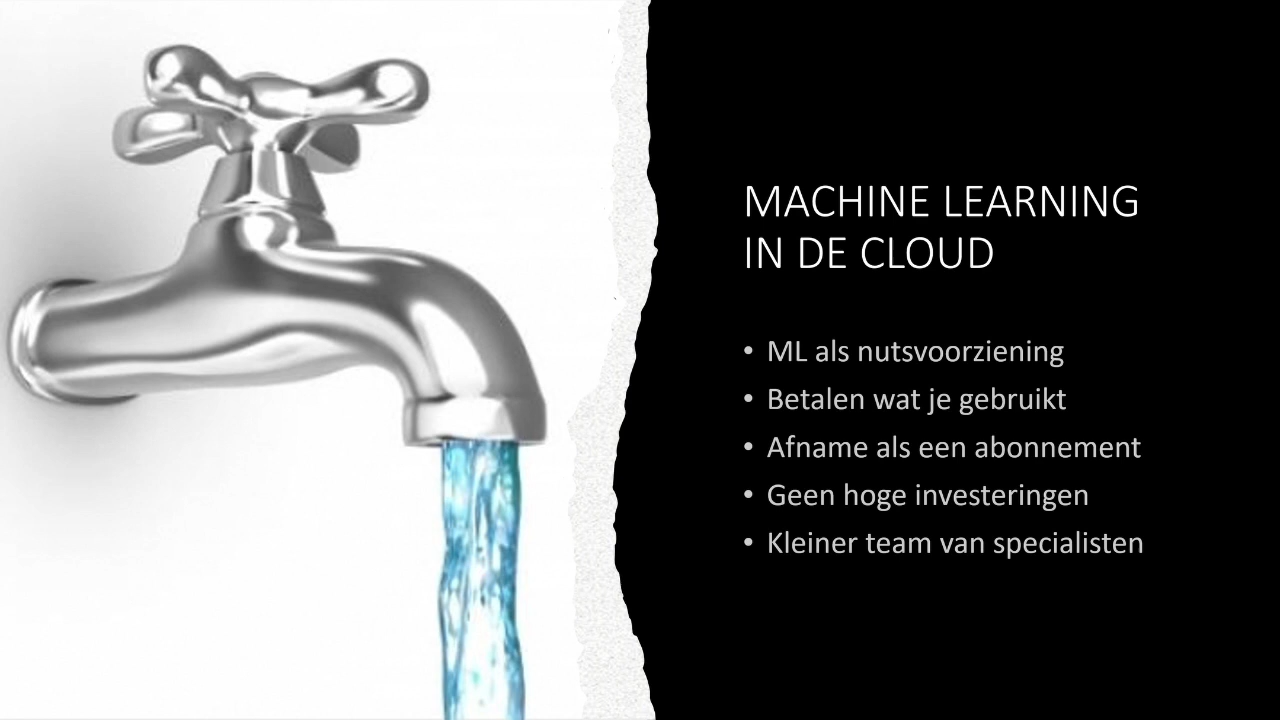 MACHINE LEARNING
IN DE CLOUD
• ML als nutsvoorziening
• Betalen wat je gebruikt
• Afname als een abonnement
• Geen hoge investeringen
• Kleiner team van specialisten